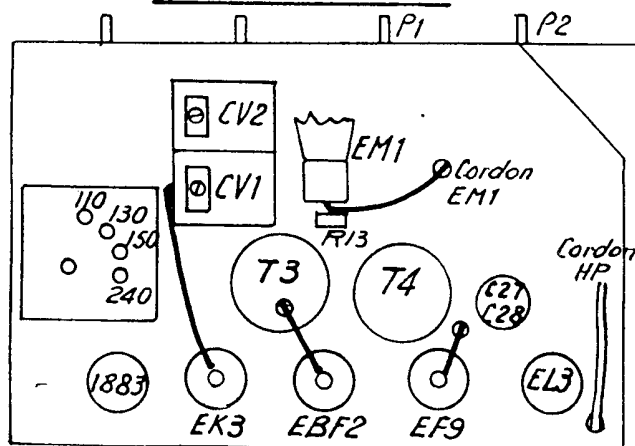 P1 P2
CV2
EM1
CV1
Cordon
EM1
R13
110
130
150
240
T3
T4
Cordon
HP
C27
C28
1883
EL3
EK3 EBF2 EF9